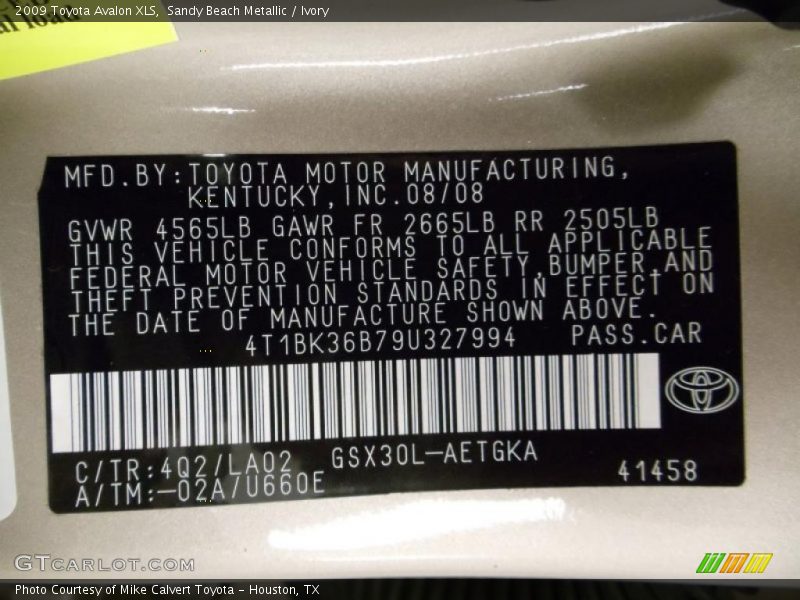 2009 Toyota Avalon XLS, Sandy Beach Metallic / Ivory
MFD.BY:TOYOTA MOTOR MANUFACTURING,
KENTUCKY,INC.08/08
GVWR 4565LB GAWR FR 2665LB RR 2505LB
THIS VEHICLE CONFORMS TO ALL APPLICABLE
FEDERAL MOTOR VEHICLE SAFETY,BUMPER,AND
THEFT PREVENTION STANDARDS IN EFFECT ON
THE DATE OF MANUFACTURE SHOWN ABOVE.
4T1BK36B79U327994 PASS.CAR
C/TR:4Q2/LA02 GSX30L-AETGKA
A/TM:-02A/U660E 41458
GTCARLOT.COM
Photo Courtesy of Mike Calvert Toyota - Houston, TX